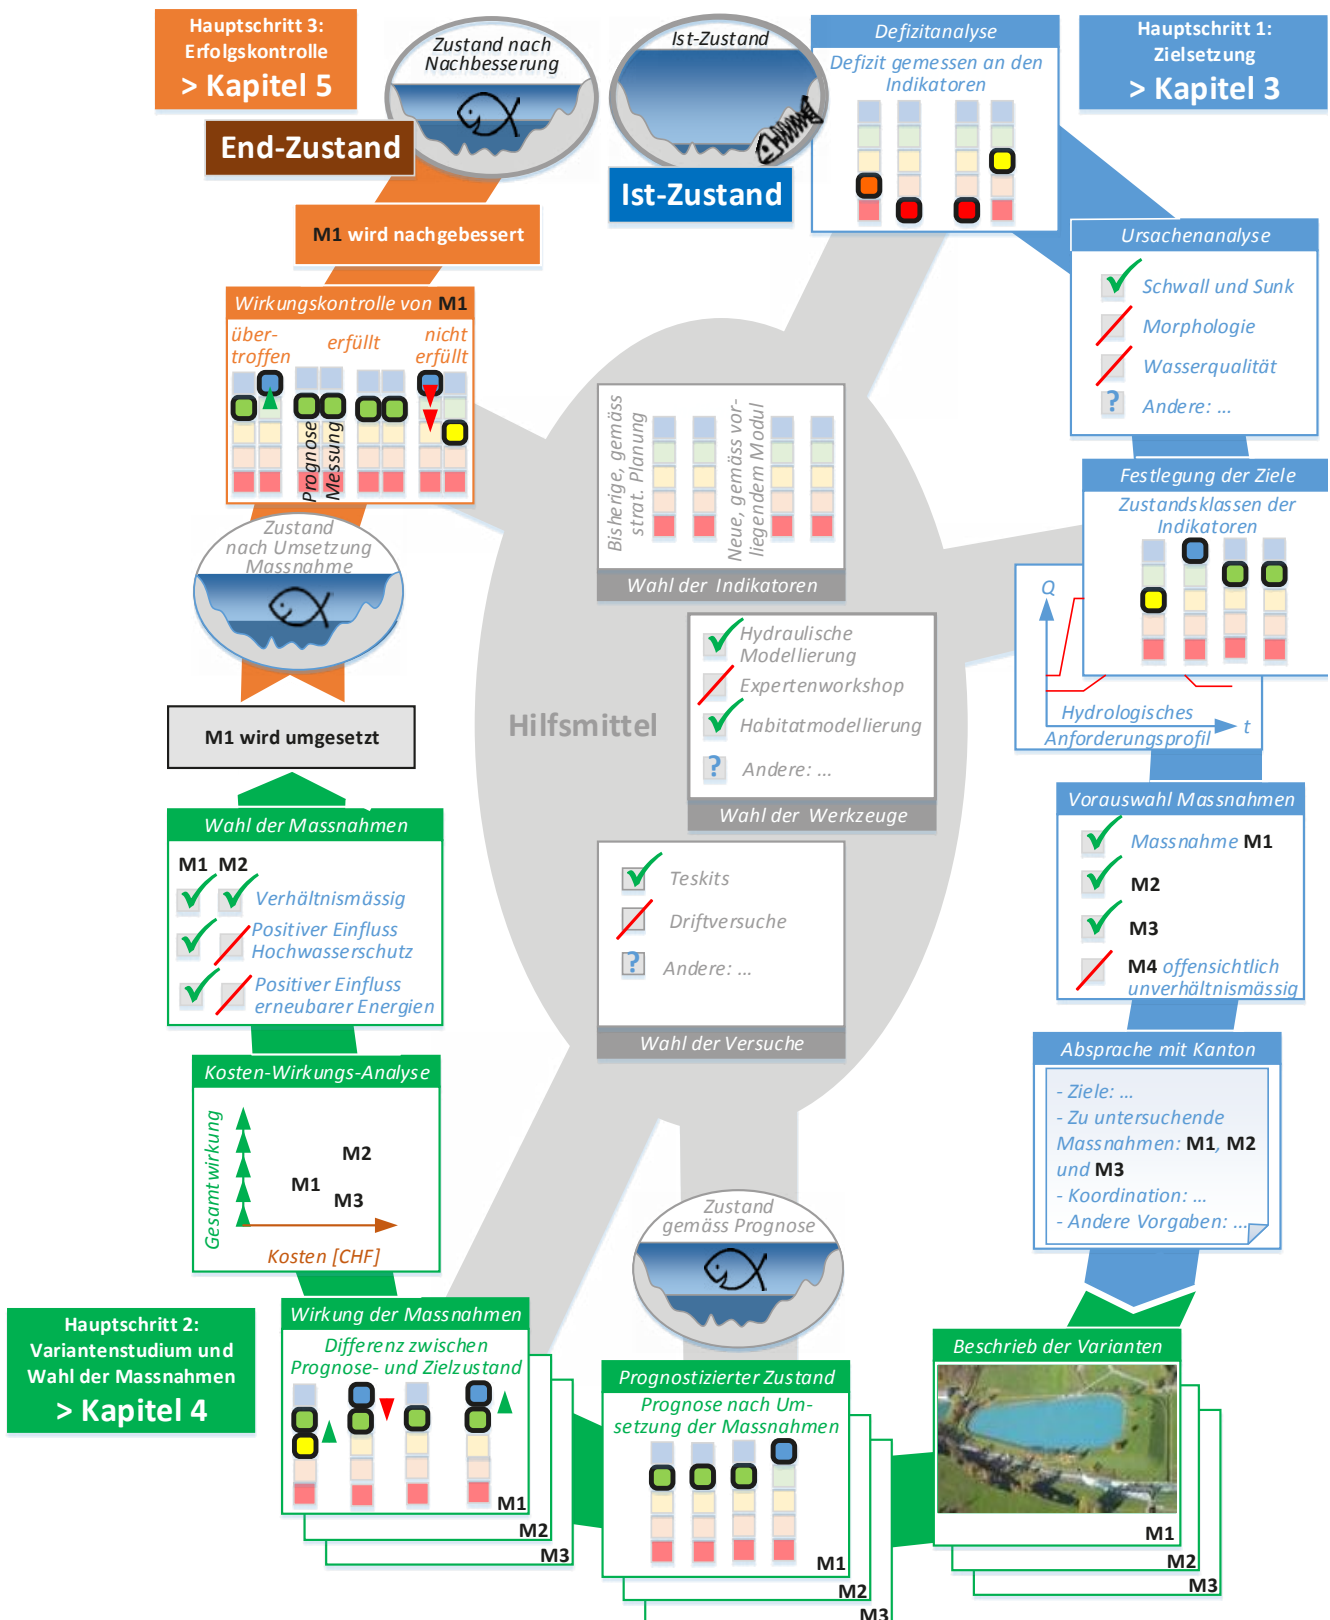 Hauptschritt 3:
Erfolgskontrolle
> Kapitel 5
Zustand nach
Nachbesserung
End-Zustand
Ist-Zustand
Ist-Zustand
Defizitanalyse
Defizit gemessen an den
Indikatoren
Hauptschritt 1:
Zielsetzung
> Kapitel 3
Ursachenanalyse
Schwall und Sunk
Morphologie
Wasserqualität
? Andere: ...
Festlegung der Ziele
Zustandsklassen der
Indikatoren
Q
Hydrologisches
Anforderungsprofil
t
Vorauswahl Massnahmen
Massnahme M1
M2
M3
M4 offensichtlich
unverhältnismässig
Absprache mit Kanton
- Ziele: ...
- Zu untersuchende
Massnahmen: M1, M2
und M3
- Koordination: ...
- Andere Vorgaben: ...
Beschrieb der Varianten
M1
M2
M3
Prognostizierter Zustand
Prognose nach Um-
setzung der Massnahmen
M1
M2
M3
Zustand
gemäss Prognose
Hauptschritt 2:
Variantenstudium und
Wahl der Massnahmen
> Kapitel 4
Wirkung der Massnahmen
Differenz zwischen
Prognose- und Zielzustand
M1
M2
M3
Kosten-Wirkungs-Analyse
Gesamtwirkung
M2
M1
M3
Kosten [CHF]
Wahl der Massnahmen
M1 M2
Verhältnismässig
Positiver Einfluss
Hochwasserschutz
Positiver Einfluss
erneubarer Energien
M1 wird umgesetzt
Zustand
nach Umsetzung
Massnahme
Wirkungskontrolle von M1
über-
troffen
erfüllt
nicht
erfüllt
Prognose
Messung
M1 wird nachgebessert
Hilfsmittel
Bisherige, gemäss
strat. Planung
Neue, gemäss vor-
liegendem Modul
Wahl der Indikatoren
Hydraulische
Modellierung
Expertenworkshop
Habitatmodellierung
? Andere: ...
Wahl der Werkzeuge
Teskits
Driftversuche
? Andere: ...
Wahl der Versuche